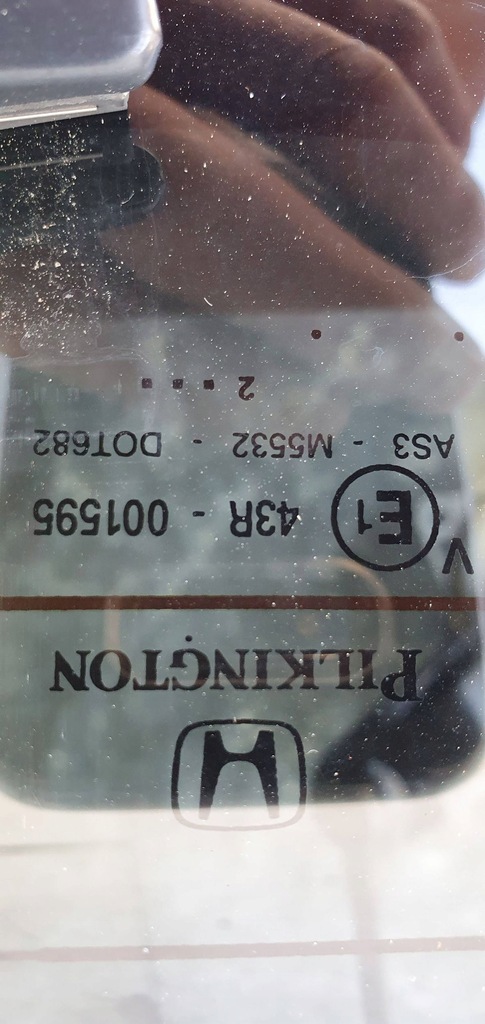 PILKINGTON
V E1 43R - 001595
AS3 - M5532 - DOT682
2 ....